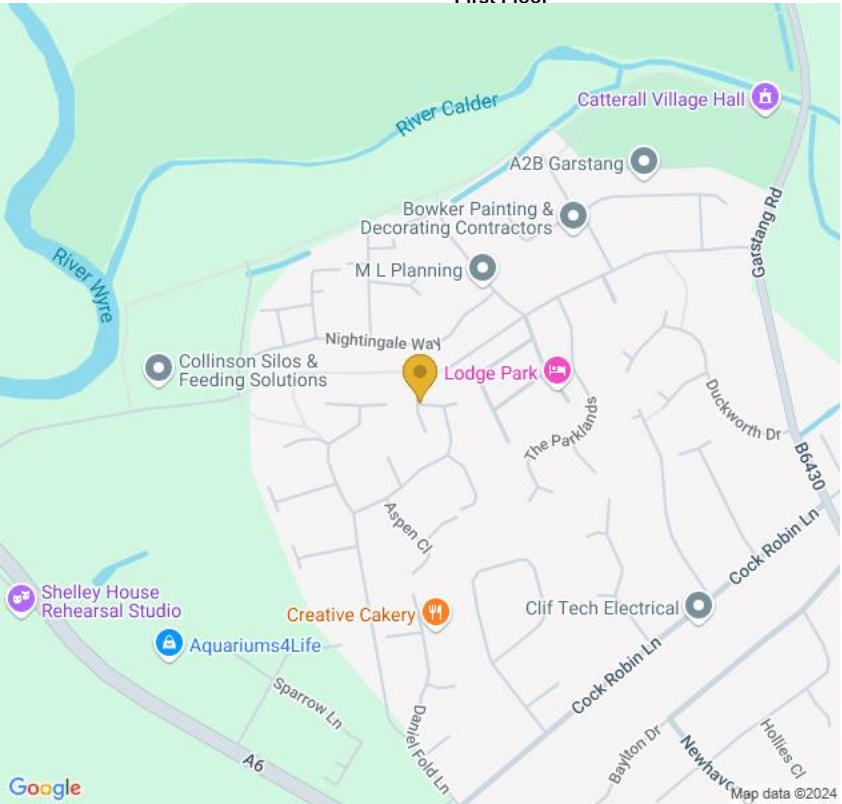 First Floor
River Calder
Catterall Village Hall
A2B Garstang
Bowker Painting &
Decorating Contractors
Garstang Rd
M L Planning
River Wyre
Nightingale Way
Collinson Silos &
Feeding Solutions
Lodge Park
Duckworth Dr
The Parklands
B6430
Aspen Cl
Cock Robin Ln
Shelley House
Rehearsal Studio
Creative Cakery
Clif Tech Electrical
Aquariums4Life
Cock Robin Ln
Sparrow Ln
Daniel Fold Ln
A6
Baylton Dr
Hollies Cl
Google
Map data ©2024